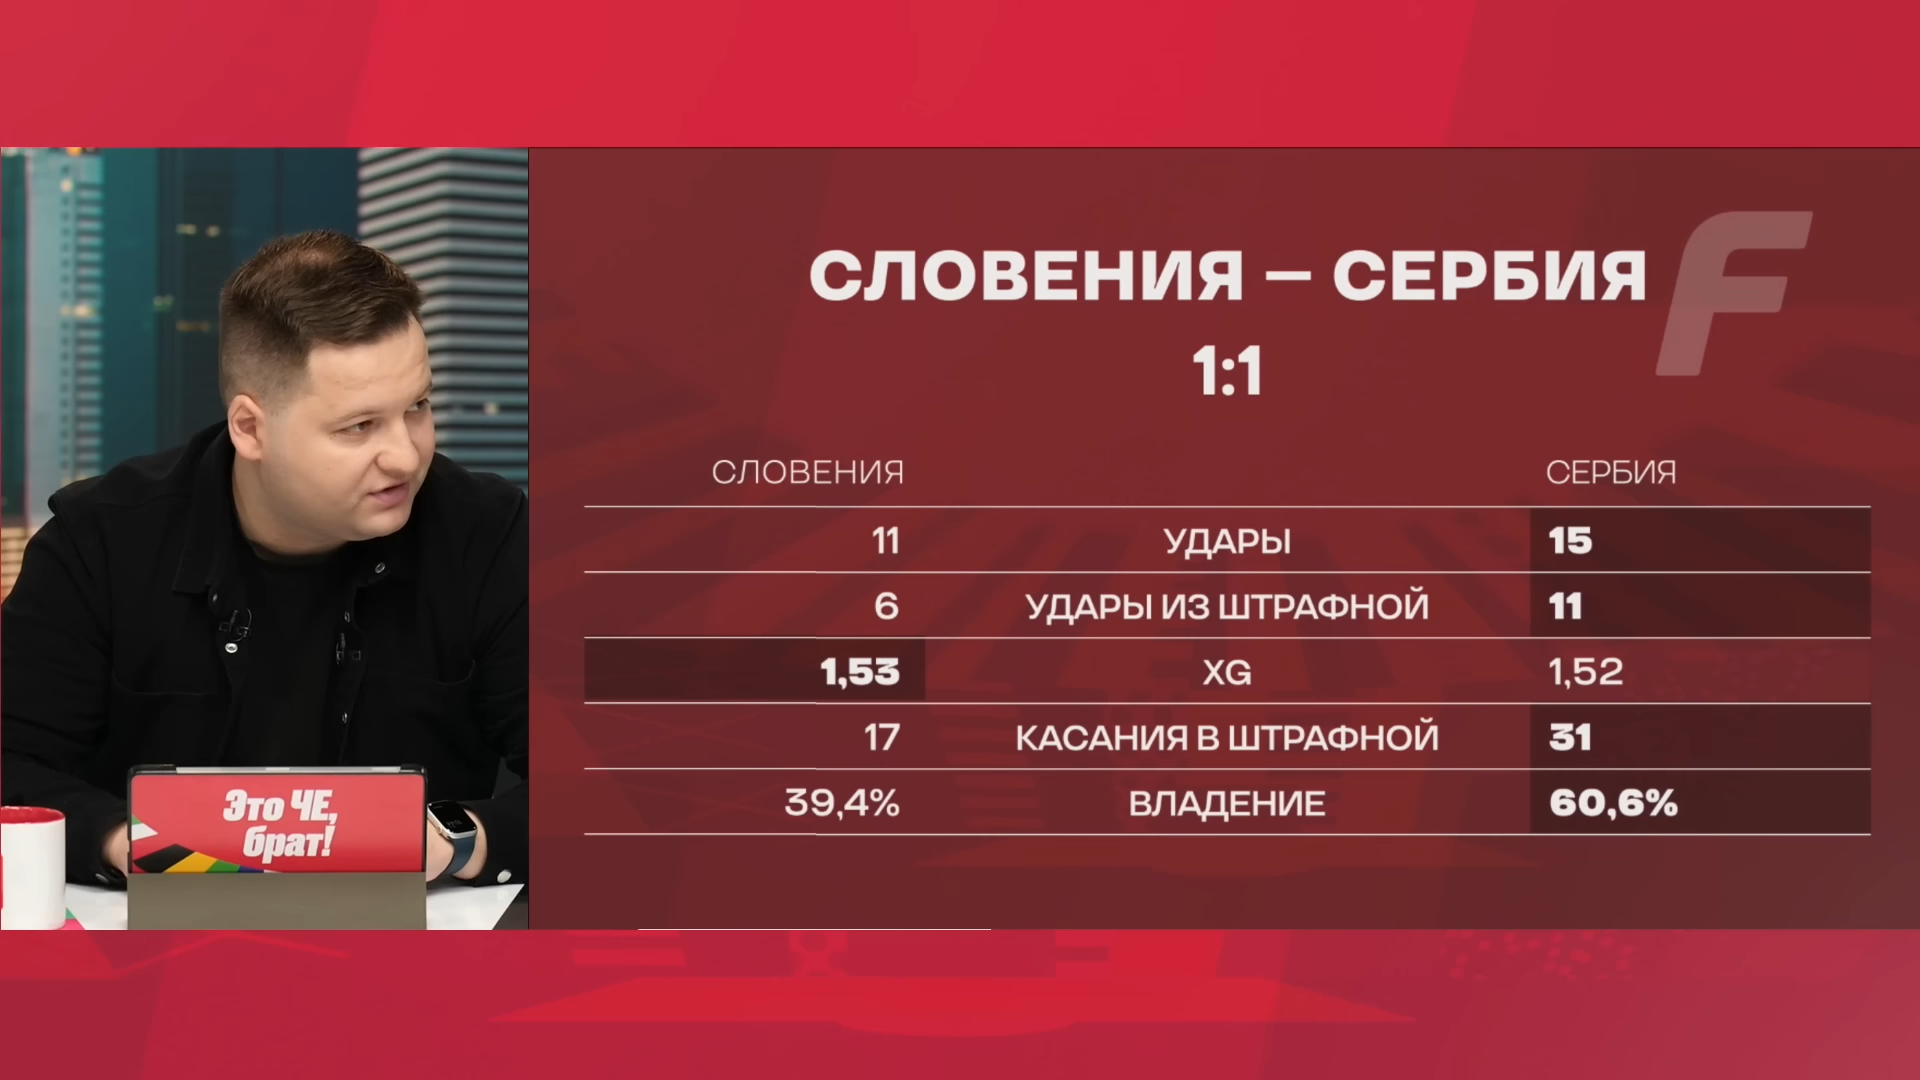 СЛОВЕНИЯ – СЕРБИЯ
F
1:1
СЛОВЕНИЯ СЕРБИЯ
11 УДАРЫ 15
6 УДАРЫ ИЗ ШТРАФНОЙ 11
1,53 XG 1,52
17 КАСАНИЯ В ШТРАФНОЙ 31
39,4% ВЛАДЕНИЕ 60,6%
Это ЧЕ,
брат!